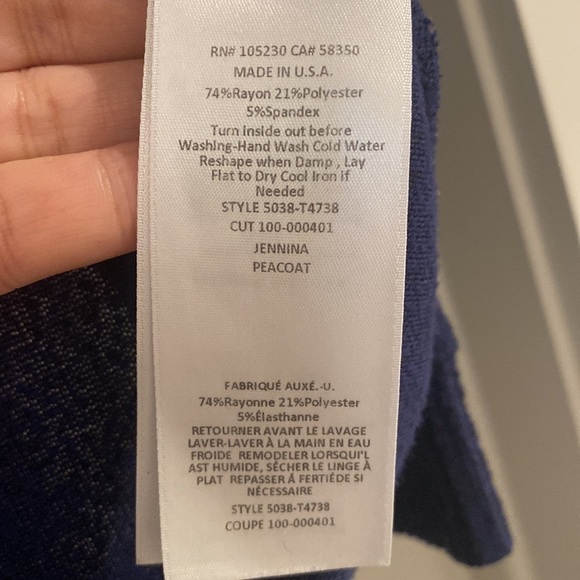 RN# 105230 CA# 58350
MADE IN U.S.A.
74%Rayon 21%Polyester
5%Spandex
Turn inside out before
Washing-Hand Wash Cold Water
Reshape when Damp , Lay
Flat to Dry Cool Iron if
Needed
STYLE 5038-T4738
CUT 100-000401
JENNINA
PEACOAT
FABRIQUÉ AUXÉ.-U.
74%Rayonne 21%Polyester
5%Élasthanne
RETOURNER AVANT LE LAVAGE
LAVER-LAVER À LA MAIN EN EAU
FROIDE REMODELER LORSQU'L
AST HUMIDE, SÉCHER LE LINGE À
PLAT REPASSER Á FERTIÉDE SI
NÉCESSAIRE
STYLE 5038-T4738
COUPE 100-000401